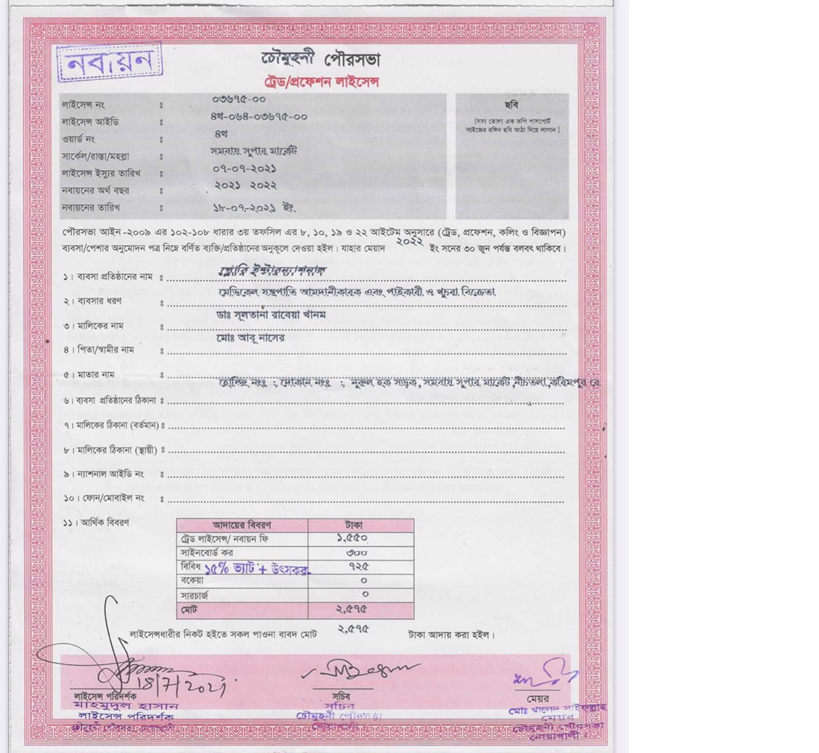 নবায়ন
চৌমুহনী পৌরসভা
ট্রেড/প্রফেশন লাইসেন্স
লাইসেন্স নং : ০৩৬৭৫-০০
লাইসেন্স আইডি : ৪থ-০৬৪-০৩৬৭৫-০০
ওয়ার্ড নং : ৪থ
সার্কেল/রাস্তা/মহল্লা : সমবায় সুপার মার্কেট
লাইসেন্স ইস্যুর তারিখ : ০৭-০৭-২০২১
নবায়নের অর্থ বছর : ২০২১ ২০২২
নবায়নের তারিখ : ১৮-০৭-২০২১ ইং
ছবি
[সদ্য তোলা এক কপি পাসপোর্ট
সাইজের রঙ্গিন ছবি আঠা দিয়ে লাগান]
পৌরসভা আইন -২০০৯ এর ১০২-১০৮ ধারার ৩য় তফসিল এর ৮, ১০, ১৯ ও ২২ আইটেম অনুসারে (ট্রেড, প্রফেশন, কলিং ও বিজ্ঞাপন)
ব্যবসা/পেশার অনুমোদন পত্র নিম্নে বর্ণিত ব্যক্তি/প্রতিষ্ঠানের অনুকূলে দেওয়া হইল। যাহার মেয়াদ ২০২২ ইং সনের ৩০ জুন পর্যন্ত বলবৎ থাকিবে।
১। ব্যবসা প্রতিষ্ঠানের নাম : ইন্টারন্যাশনাল
২। ব্যবসার ধরণ : মেডিকেল যন্ত্রপাতি আমদানীকারক এবং পাইকারী ও খুচরা বিক্রেতা
৩। মালিকের নাম : ডাঃ সুলতানা রাবেয়া খানম
৪। পিতা/স্বামীর নাম : মোঃ আবু নাসের
৫। মাতার নাম :
হোল্ডিং নংঃ ; দোকান নংঃ ; নুরুল হক সড়ক, সমবায় সুপার মার্কেট, নীচতলা, করিমপুর রো
৬। ব্যবসা প্রতিষ্ঠানের ঠিকানা :
৭। মালিকের ঠিকানা (বর্তমান) :
৮। মালিকের ঠিকানা (স্থায়ী) :
৯। ন্যাশনাল আইডি নং :
১০। ফোন/মোবাইল নং :
১১। আর্থিক বিবরণ :
আদায়ের বিবরণ টাকা
ট্রেড লাইসেন্স/ নবায়ন ফি ১,৫৫০
সাইনবোর্ড কর ৩০০
বিবিধ ১৫% ভ্যাট + উৎসকর ৭২৫
বকেয়া ০
সারচার্জ ০
মোট ২,৫৭৫
লাইসেন্সধারীর নিকট হইতে সকল পাওনা বাবদ মোট ২,৫৭৫ টাকা আদায় করা হইল।
18/7/2021
লাইসেন্স পরিদর্শক
মাহমুদুল হাসান
লাইসেন্স পরিদর্শক
চৌমুহনী পৌরসভা, নোয়াখালী
সচিব
সচিব
চৌমুহনী পৌরসভা
নোয়াখালী।
মেয়র
মোঃ খালেদ সাইফুল্লাহ
মেয়র
চৌমুহনী পৌরসভা
নোয়াখালী।